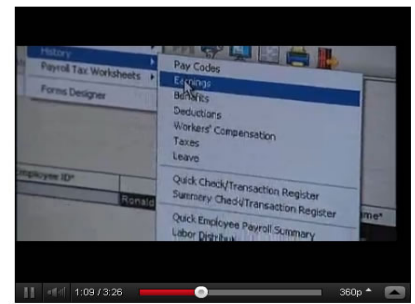 History
Payroll Tax Worksheets
Forms Designer
Pay Codes
Earnings
Benefits
Deductions
Workers' Compensation
Taxes
Leave
Quick Check/Transaction Register
Summary Check/Transaction Register
Quick Employee Payroll Summary
Labor
Employee ID*
Ronald
1:09 / 3:26
360p